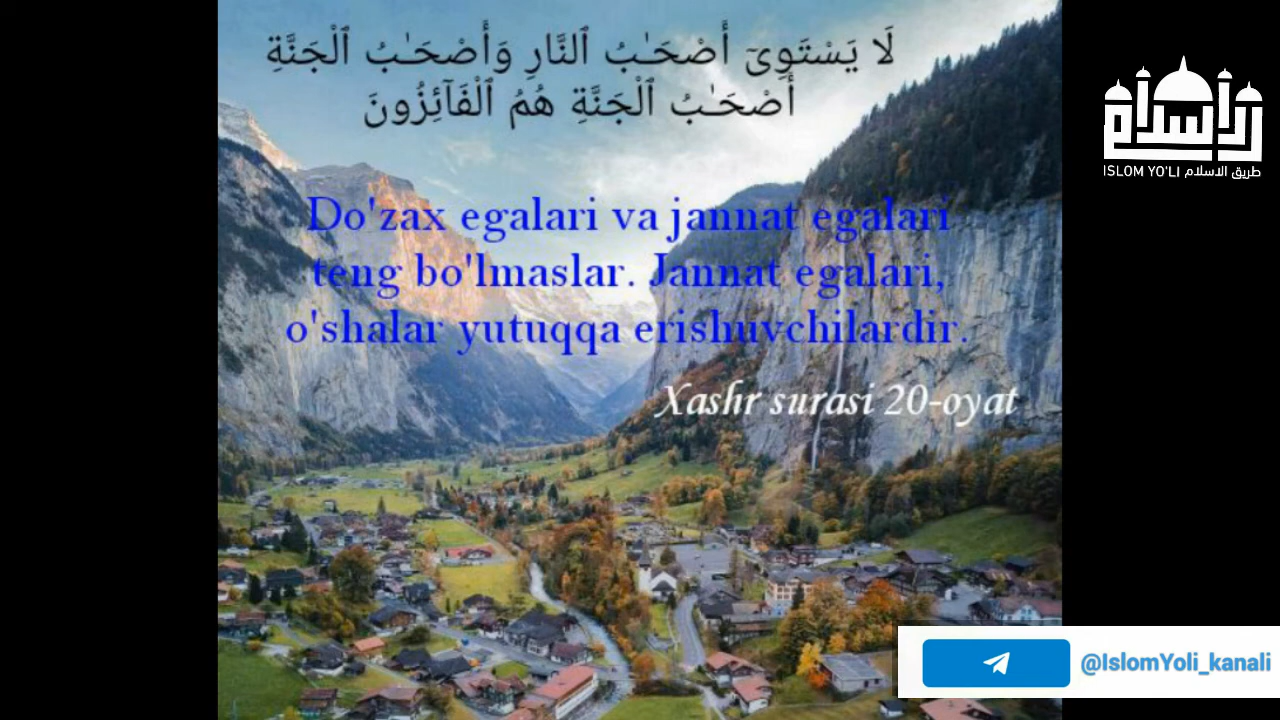 لَا يَسْتَوِىٓ أَصْحَـٰبُ ٱلنَّارِ وَأَصْحَـٰبُ ٱلْجَنَّةِ
أَصْحَـٰبُ ٱلْجَنَّةِ هُمُ ٱلْفَآئِزُونَ
Do'zax egalari va jannat egalari
teng bo'lmaslar. Jannat egalari,
o'shalar yutuqqa erishuvchilardir.
Xashr surasi 20-oyat
ISLOM YO'LI طريق الاسلام
@IslomYoli_kanali